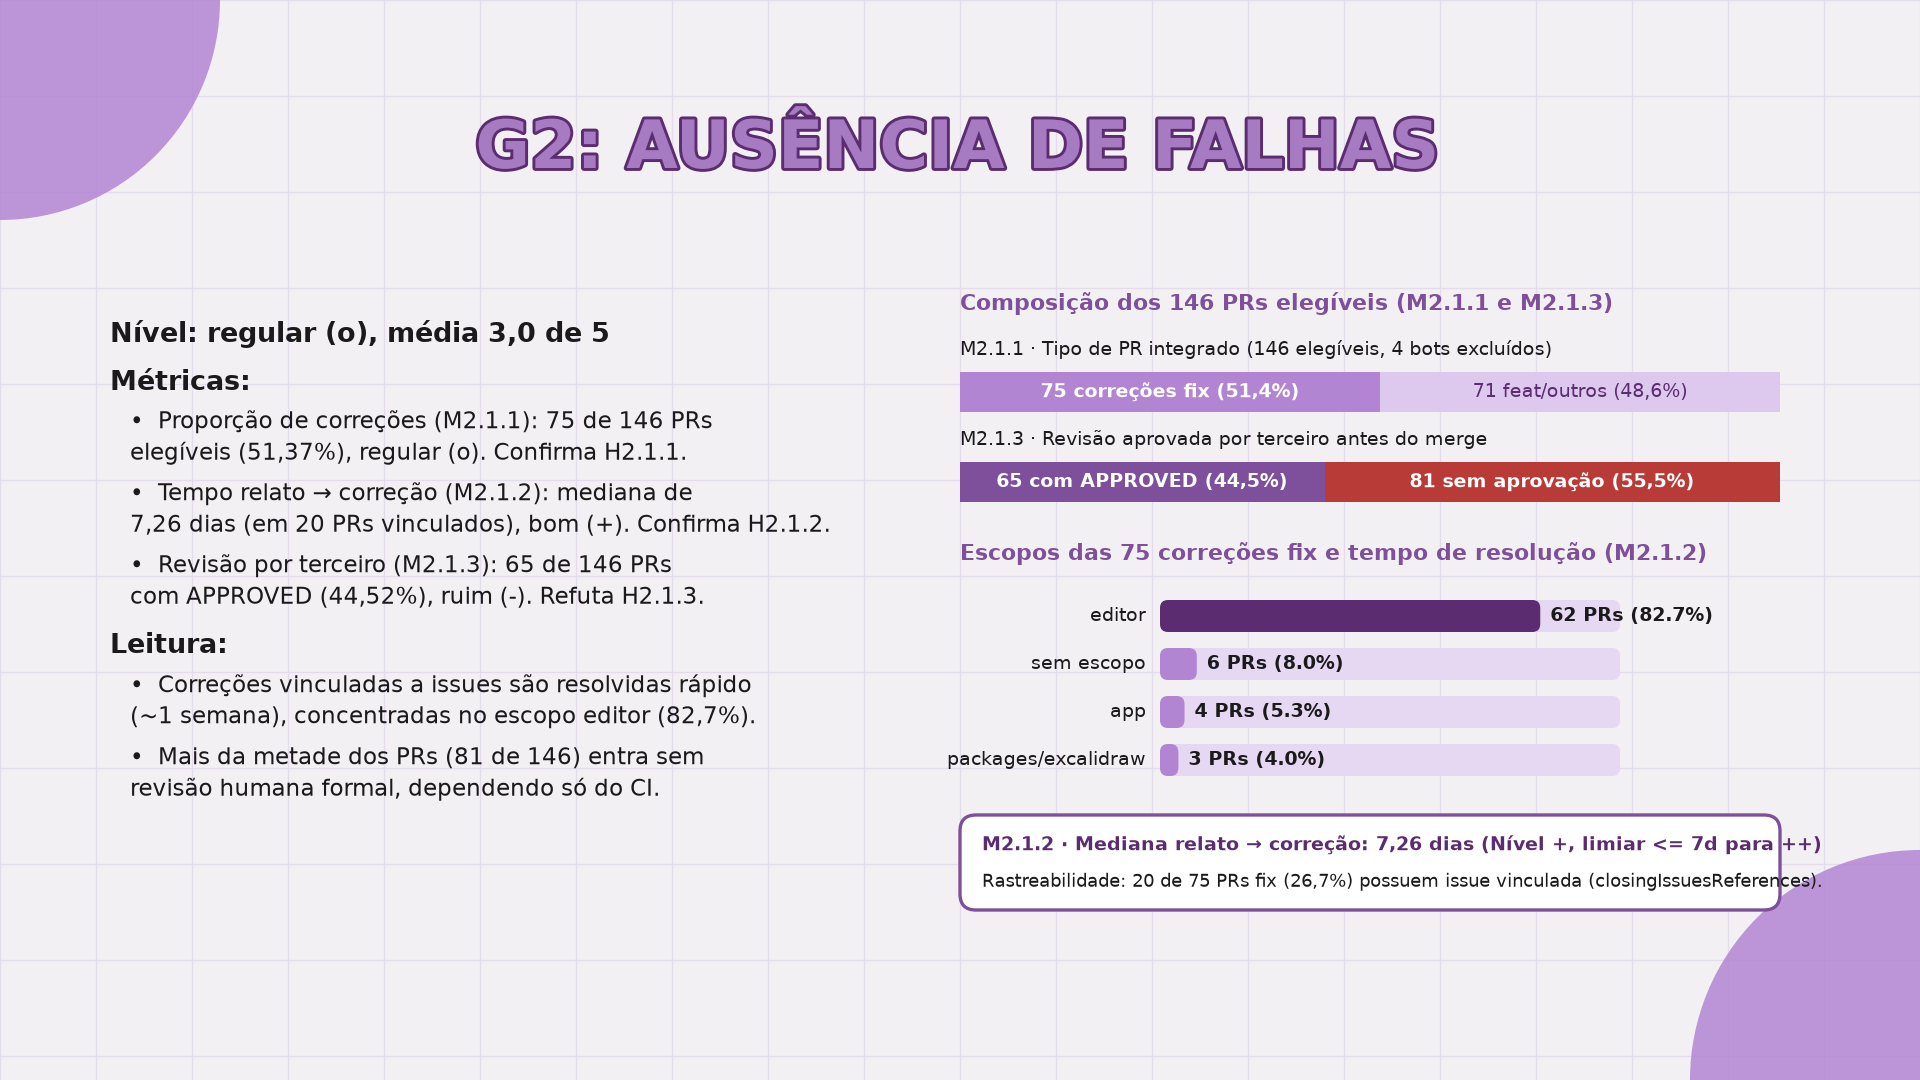 G2: AUSÊNCIA DE FALHAS
Nível: regular (o), média 3,0 de 5
Métricas:
• Proporção de correções (M2.1.1): 75 de 146 PRs
elegíveis (51,37%), regular (o). Confirma H2.1.1.
• Tempo relato → correção (M2.1.2): mediana de
7,26 dias (em 20 PRs vinculados), bom (+). Confirma H2.1.2.
• Revisão por terceiro (M2.1.3): 65 de 146 PRs
com APPROVED (44,52%), ruim (-). Refuta H2.1.3.
Leitura:
• Correções vinculadas a issues são resolvidas rápido
(~1 semana), concentradas no escopo editor (82,7%).
• Mais da metade dos PRs (81 de 146) entra sem
revisão humana formal, dependendo só do CI.
Composição dos 146 PRs elegíveis (M2.1.1 e M2.1.3)
M2.1.1 · Tipo de PR integrado (146 elegíveis, 4 bots excluídos)
75 correções fix (51,4%) 71 feat/outros (48,6%)
M2.1.3 · Revisão aprovada por terceiro antes do merge
65 com APPROVED (44,5%) 81 sem aprovação (55,5%)
Escopos das 75 correções fix e tempo de resolução (M2.1.2)
editor 62 PRs (82.7%)
sem escopo 6 PRs (8.0%)
app 4 PRs (5.3%)
packages/excalidraw 3 PRs (4.0%)
M2.1.2 · Mediana relato → correção: 7,26 dias (Nível +, limiar <= 7d para ++)
Rastreabilidade: 20 de 75 PRs fix (26,7%) possuem issue vinculada (closingIssuesReferences).